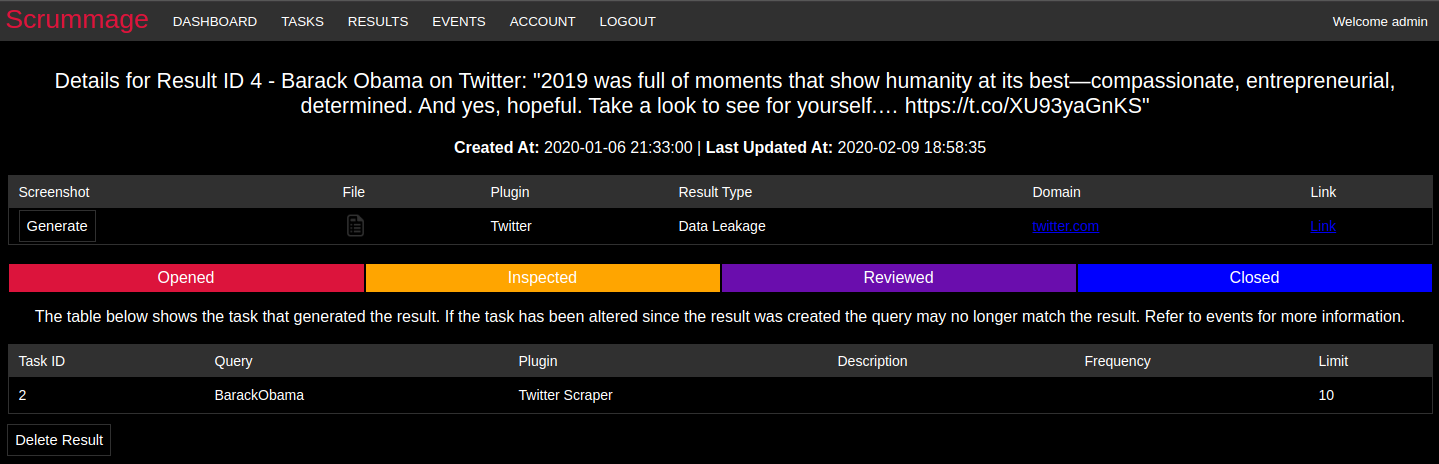 Scrummage DASHBOARD TASKS RESULTS EVENTS ACCOUNT LOGOUT Welcome admin
Details for Result ID 4 - Barack Obama on Twitter: "2019 was full of moments that show humanity at its best—compassionate, entrepreneurial,
determined. And yes, hopeful. Take a look to see for yourself.… https://t.co/XU93yaGnKS"
Created At: 2020-01-06 21:33:00 | Last Updated At: 2020-02-09 18:58:35
Screenshot File Plugin Result Type Domain Link
Generate Twitter Data Leakage twitter.com Link
Opened Inspected Reviewed Closed
The table below shows the task that generated the result. If the task has been altered since the result was created the query may no longer match the result. Refer to events for more information.
Task ID Query Plugin Description Frequency Limit
2 BarackObama Twitter Scraper 10
Delete Result